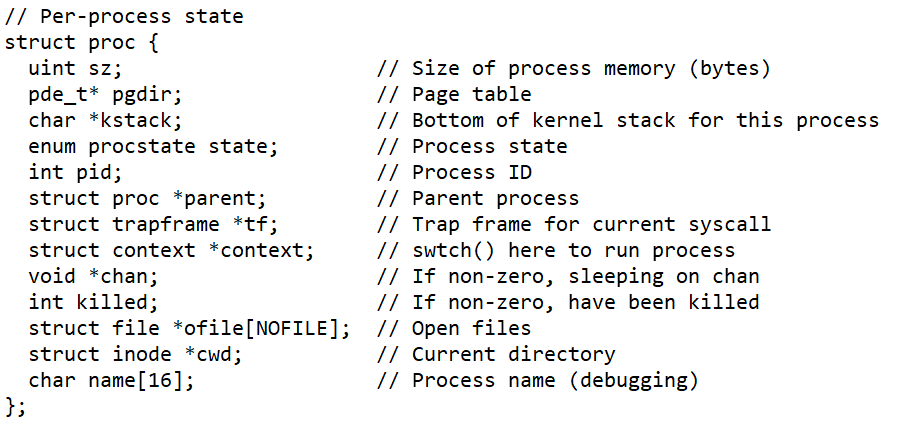 // Per-process state
struct proc {
  uint sz;                     // Size of process memory (bytes)
  pde_t* pgdir;                // Page table
  char *kstack;                // Bottom of kernel stack for this process
  enum procstate state;        // Process state
  int pid;                     // Process ID
  struct proc *parent;         // Parent process
  struct trapframe *tf;        // Trap frame for current syscall
  struct context *context;     // swtch() here to run process
  void *chan;                  // If non-zero, sleeping on chan
  int killed;                  // If non-zero, have been killed
  struct file *ofile[NOFILE];  // Open files
  struct inode *cwd;           // Current directory
  char name[16];               // Process name (debugging)
};